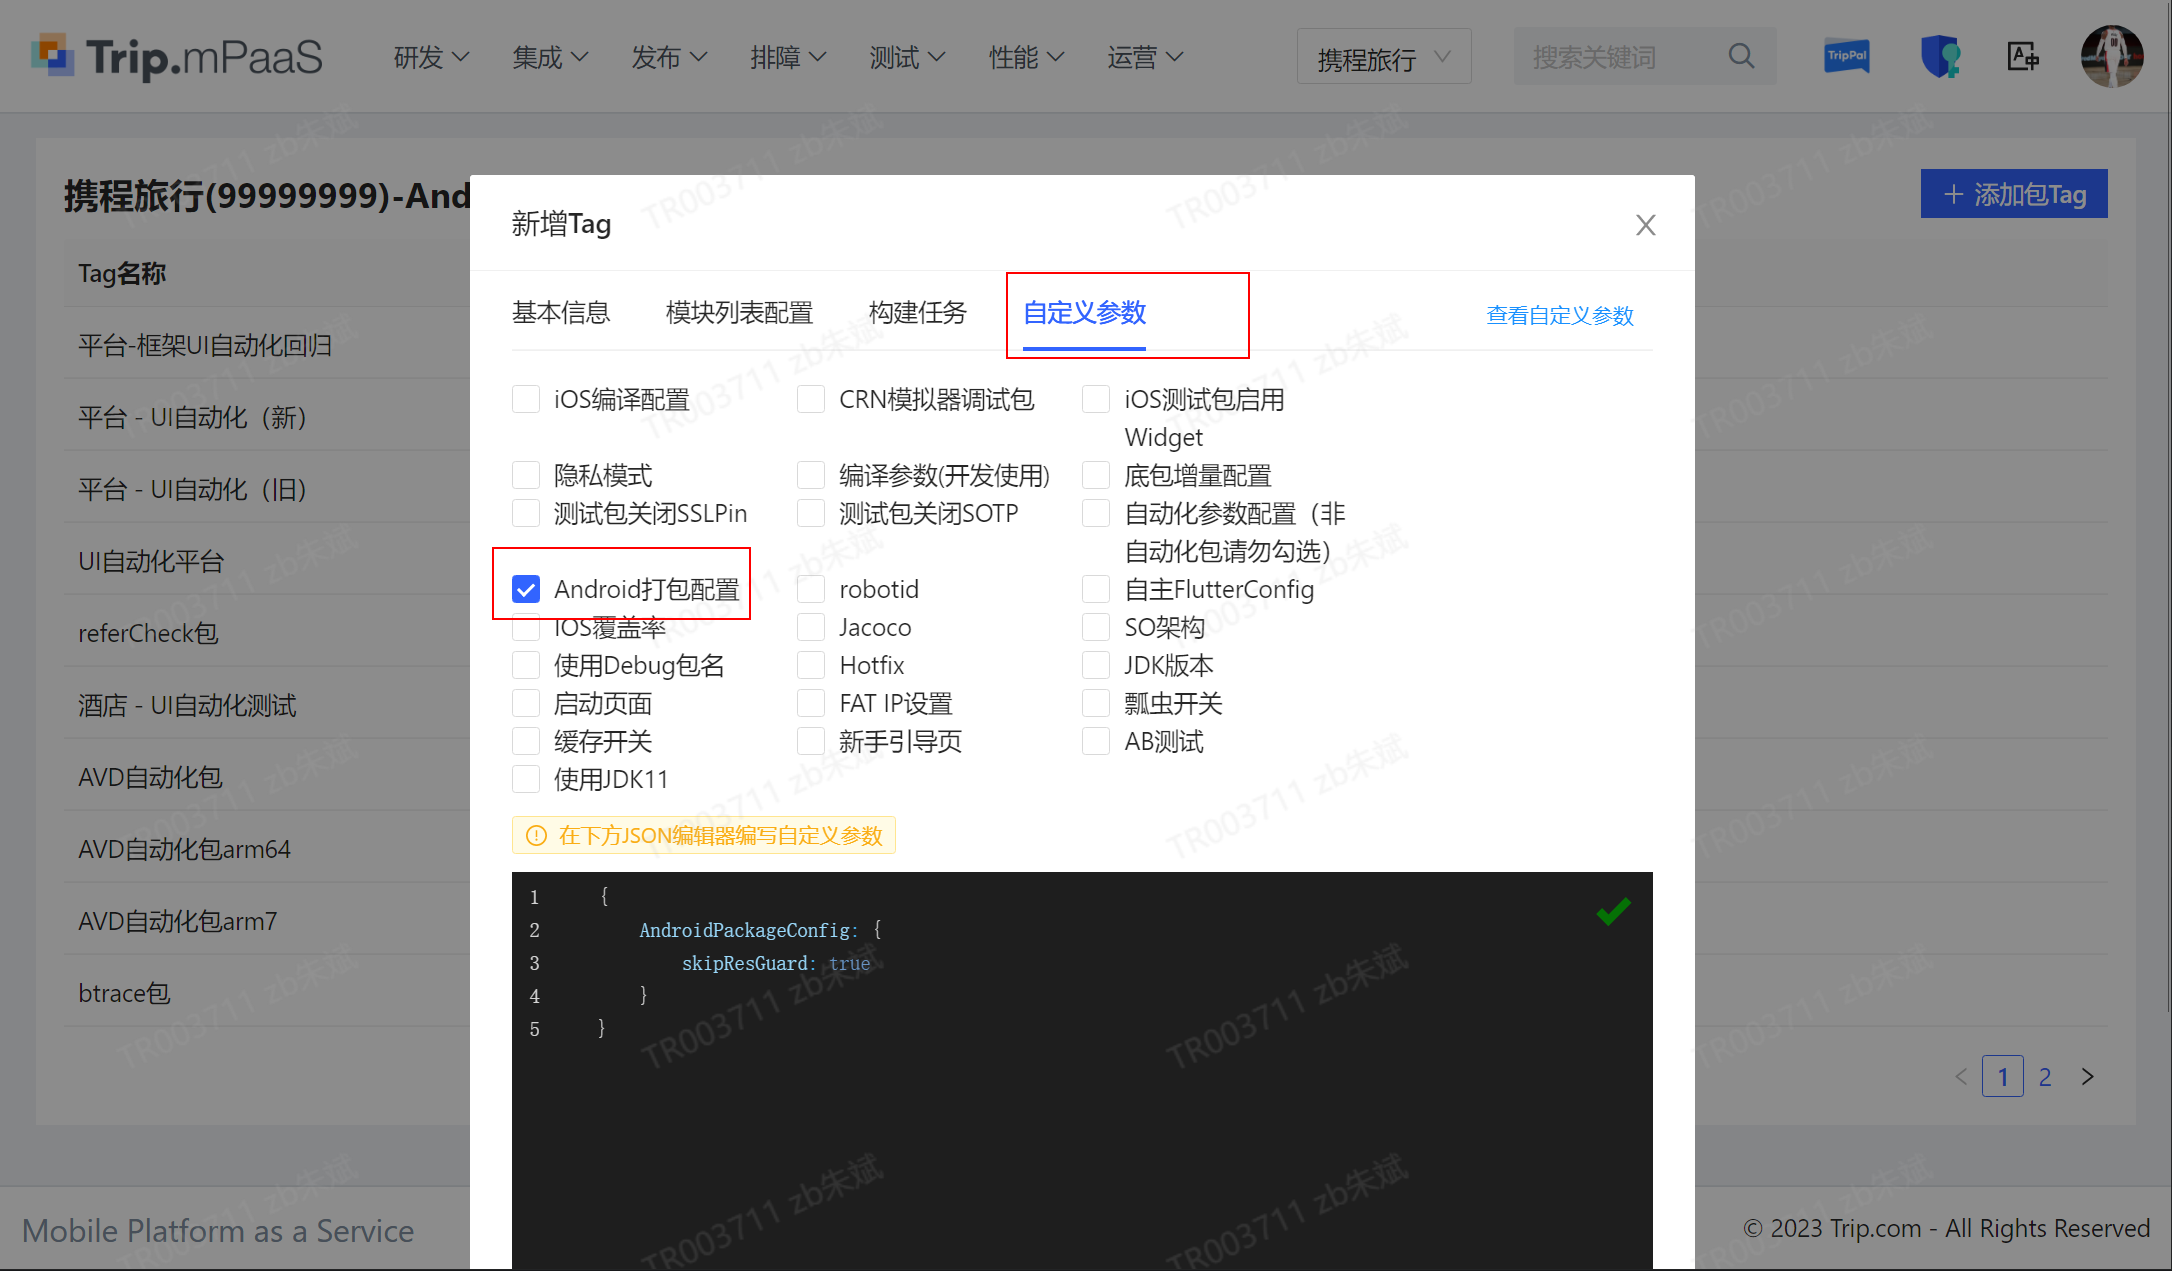 Trip.mPaaS
研发
集成
发布
排障
测试
性能
运营
携程旅行
搜索关键词
TripPal
携程旅行(99999999)-And
添加包Tag
Tag名称
平台-框架UI自动化回归
平台 - UI自动化（新）
平台 - UI自动化（旧）
UI自动化平台
referCheck包
酒店 - UI自动化测试
AVD自动化包
AVD自动化包arm64
AVD自动化包arm7
btrace包
新增Tag
基本信息
模块列表配置
构建任务
自定义参数
查看自定义参数
iOS编译配置
CRN模拟器调试包
iOS测试包启用
Widget
隐私模式
编译参数(开发使用)
底包增量配置
测试包关闭SSLPin
测试包关闭SOTP
自动化参数配置（非
自动化包请勿勾选）
Android打包配置
robotid
自主FlutterConfig
IOS覆盖率
Jacoco
SO架构
使用Debug包名
Hotfix
JDK版本
启动页面
FAT IP设置
瓢虫开关
缓存开关
新手引导页
AB测试
使用JDK11
在下方JSON编辑器编写自定义参数
1 {
2 AndroidPackageConfig: {
3 skipResGuard: true
4 }
5 }
1
2
Mobile Platform as a Service
© 2023 Trip.com - All Rights Reserved
TR003711 zb朱斌